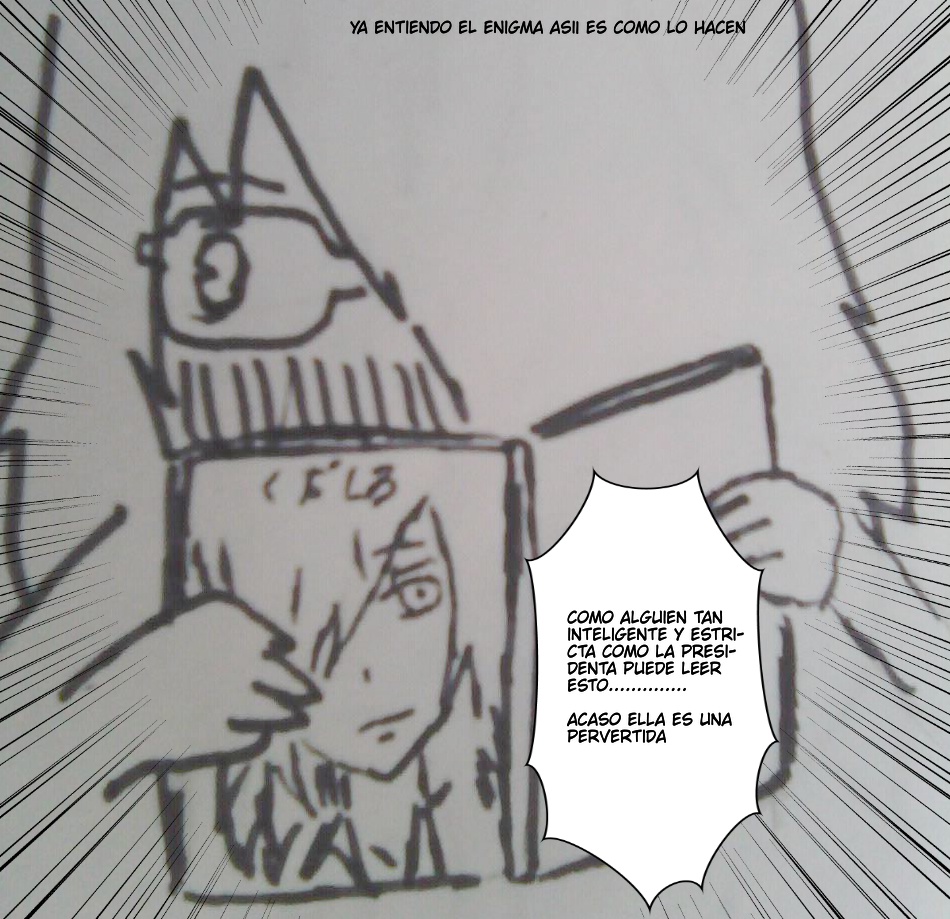 YA ENTIENDO EL ENIGMA ASII ES COMO LO HACEN
COMO ALGUIEN TAN
INTELIGENTE Y ESTRI-
CTA COMO LA PRESI-
DENTA PUEDE LEER
ESTO..............
ACASO ELLA ES UNA
PERVERTIDA